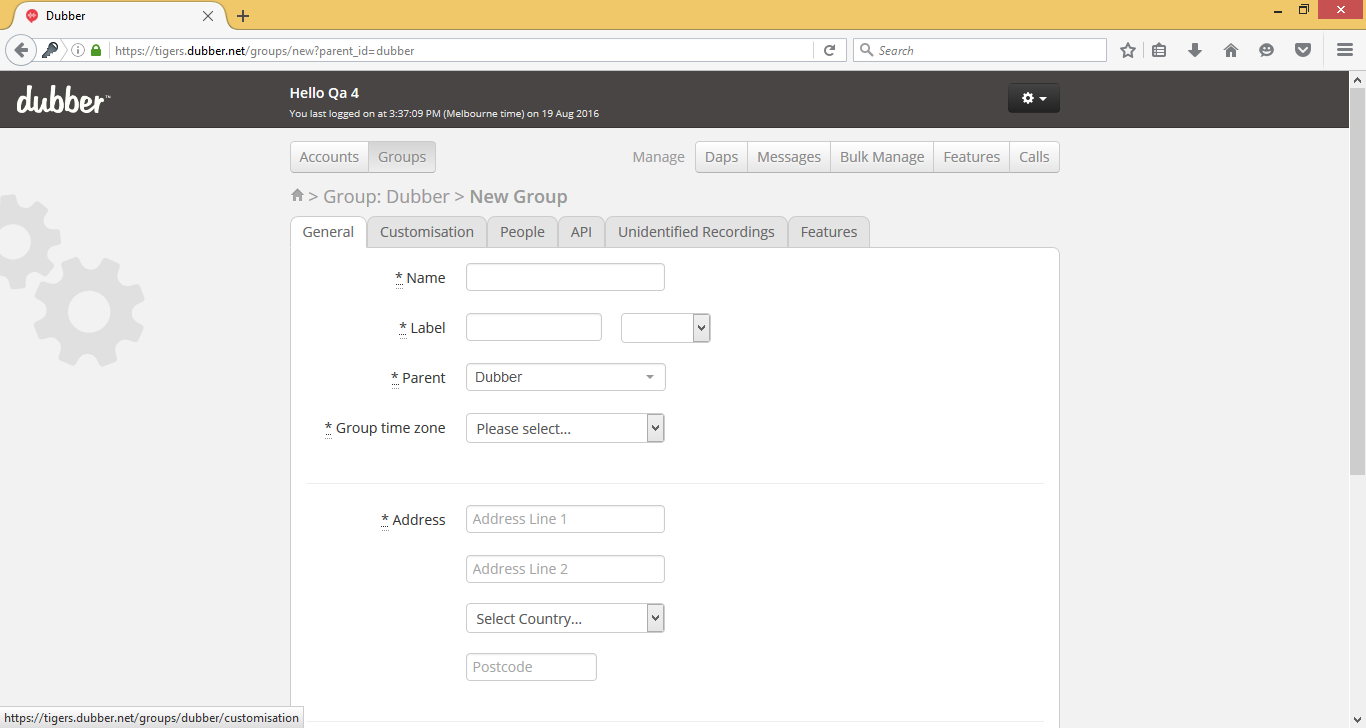 Dubber
https://tigers.dubber.net/groups/new?parent_id=dubber
Search
dubber™
Hello Qa 4
You last logged on at 3:37:09 PM (Melbourne time) on 19 Aug 2016
Accounts Groups Manage Daps Messages Bulk Manage Features Calls
> Group: Dubber > New Group
General Customisation People API Unidentified Recordings Features
* Name
* Label
* Parent Dubber
* Group time zone Please select...
* Address Address Line 1
Address Line 2
Select Country...
Postcode
https://tigers.dubber.net/groups/dubber/customisation